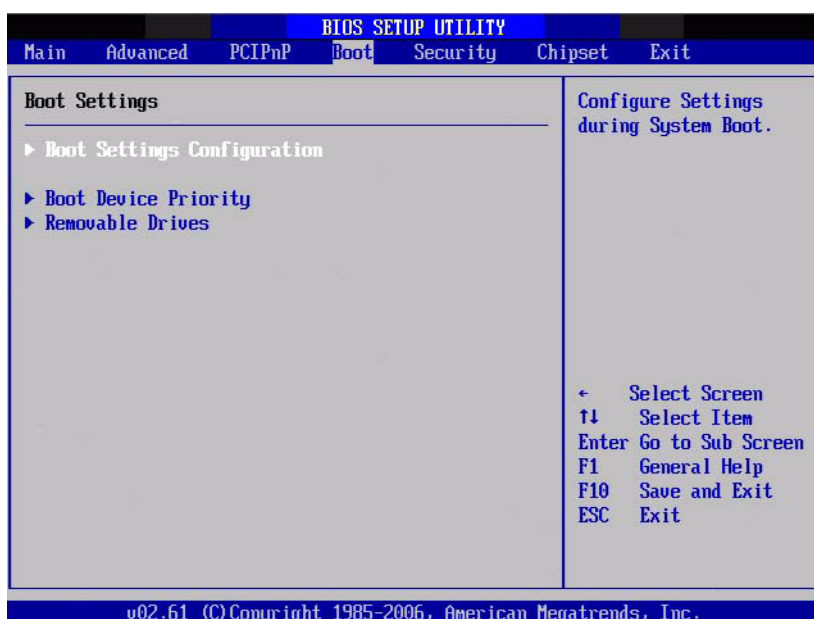 BIOS SETUP UTILITY
Main Advanced PCIPnP Boot Security Chipset Exit
Boot Settings
▶ Boot Settings Configuration
▶ Boot Device Priority
▶ Removable Drives
Configure Settings
during System Boot.
← Select Screen
↑↓ Select Item
Enter Go to Sub Screen
F1 General Help
F10 Save and Exit
ESC Exit
v02.61 (C)Copyright 1985-2006, American Megatrends, Inc.